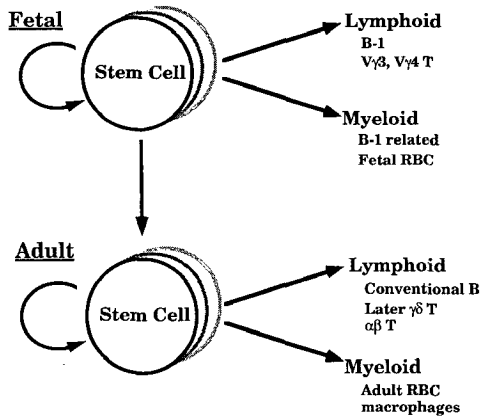 Fetal
Stem Cell
Lymphoid
B-1
Vγ3, Vγ4 T
Myeloid
B-1 related
Fetal RBC
Adult
Stem Cell
Lymphoid
Conventional B
Later γδ T
αβ T
Myeloid
Adult RBC
macrophages